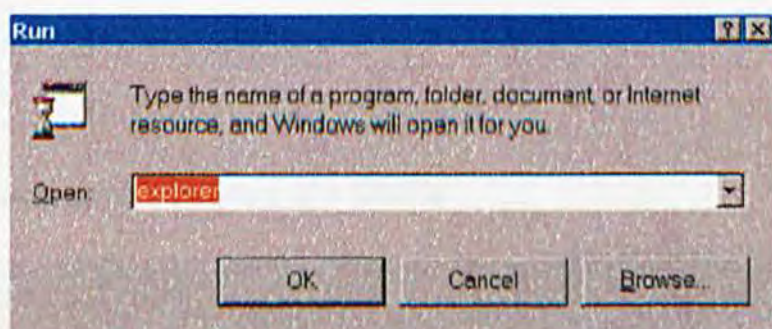 Run
Type the name of a program, folder, document, or Internet
resource, and Windows will open it for you.
Open: explorer
OK Cancel Browse...